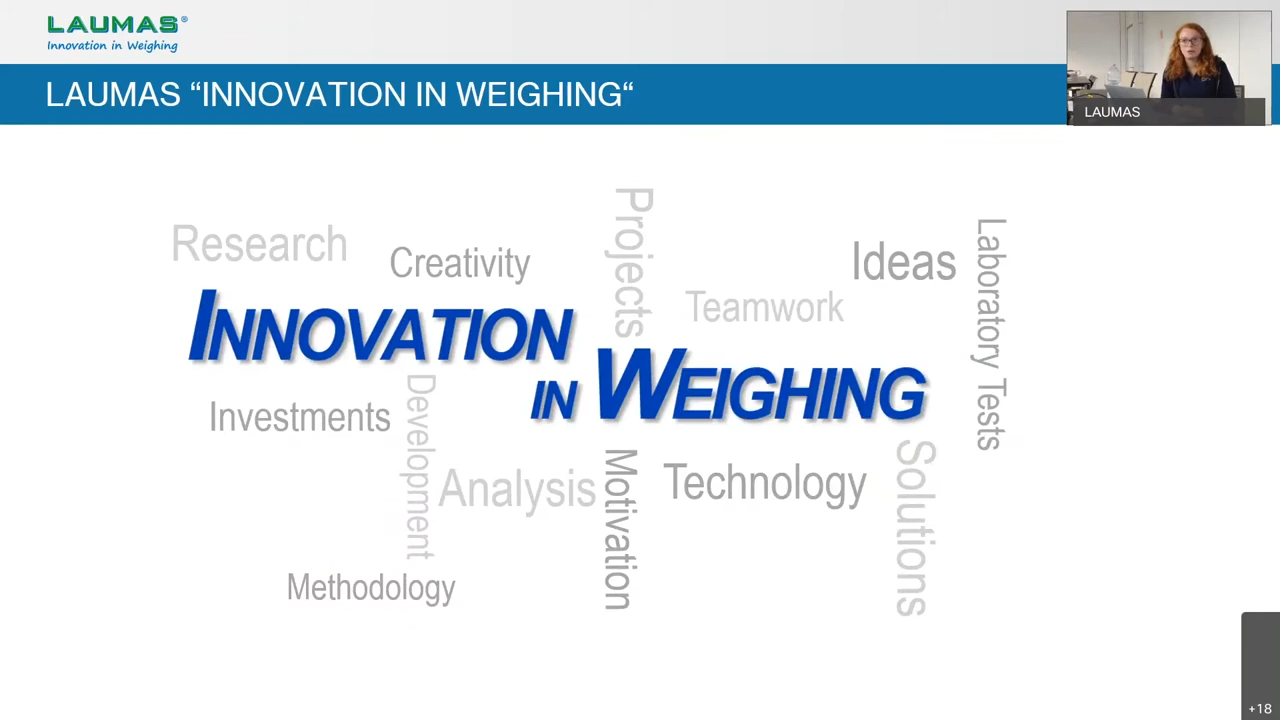 LAUMAS®
Innovation in Weighing
LAUMAS “INNOVATION IN WEIGHING“
LAUMAS
Research
Creativity
Projects
Teamwork
Ideas
Laboratory Tests
INNOVATION
IN WEIGHING
Investments
Development
Analysis
Motivation
Technology
Solutions
Methodology
+18